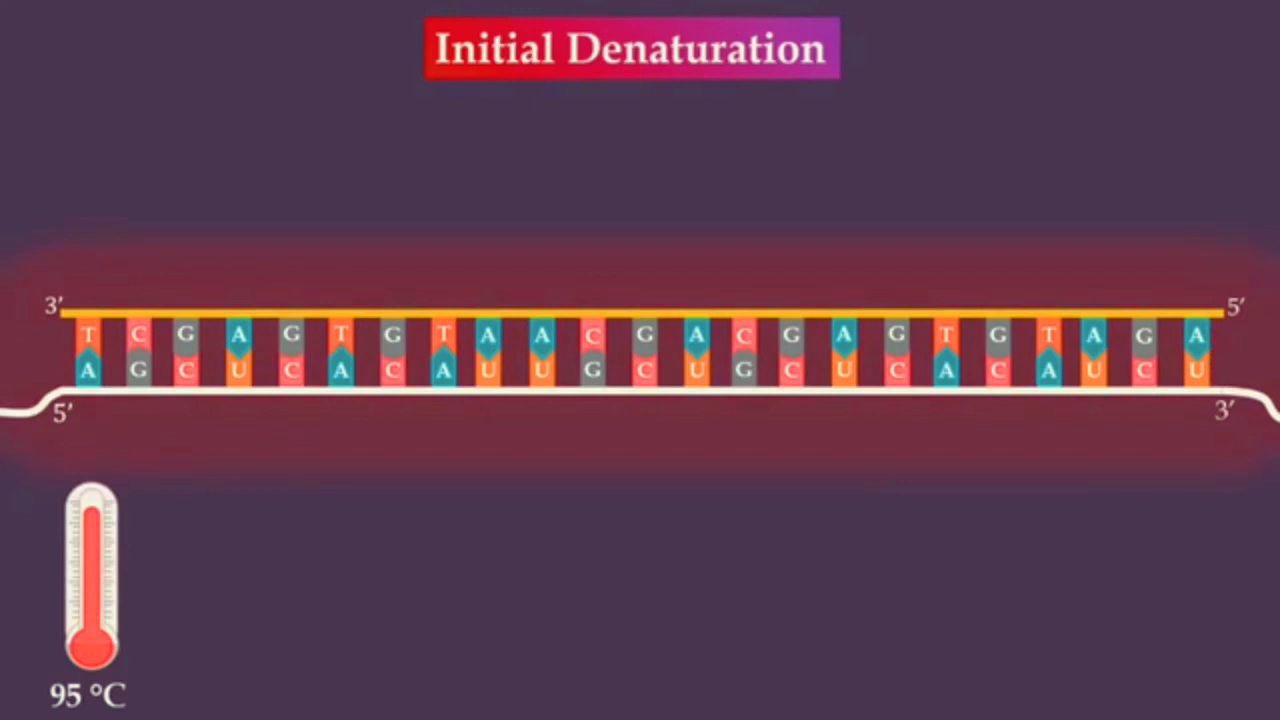 Initial Denaturation
3′ 5′
T C G A G T G T A A C G A C G A G T G T A G A
A G C U C A C A U U G C U G C U C A C A U C U
5′ 3′
95 °C